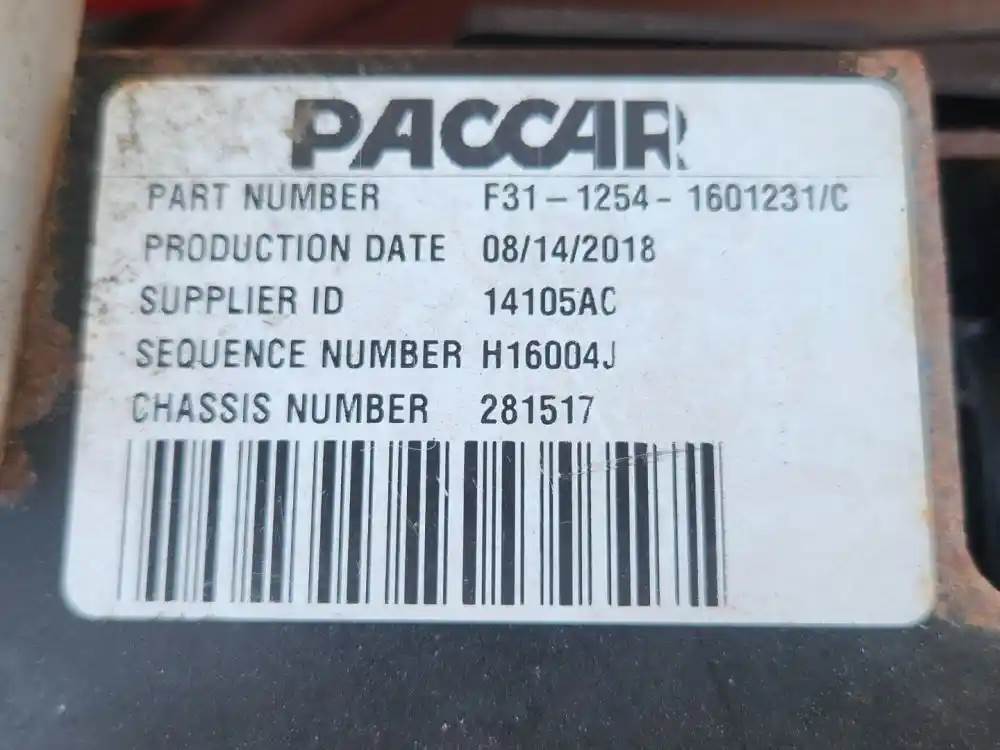 PACCAR
PART NUMBER F31-1254-1601231/C
PRODUCTION DATE 08/14/2018
SUPPLIER ID 14105AC
SEQUENCE NUMBER H16004J
CHASSIS NUMBER 281517